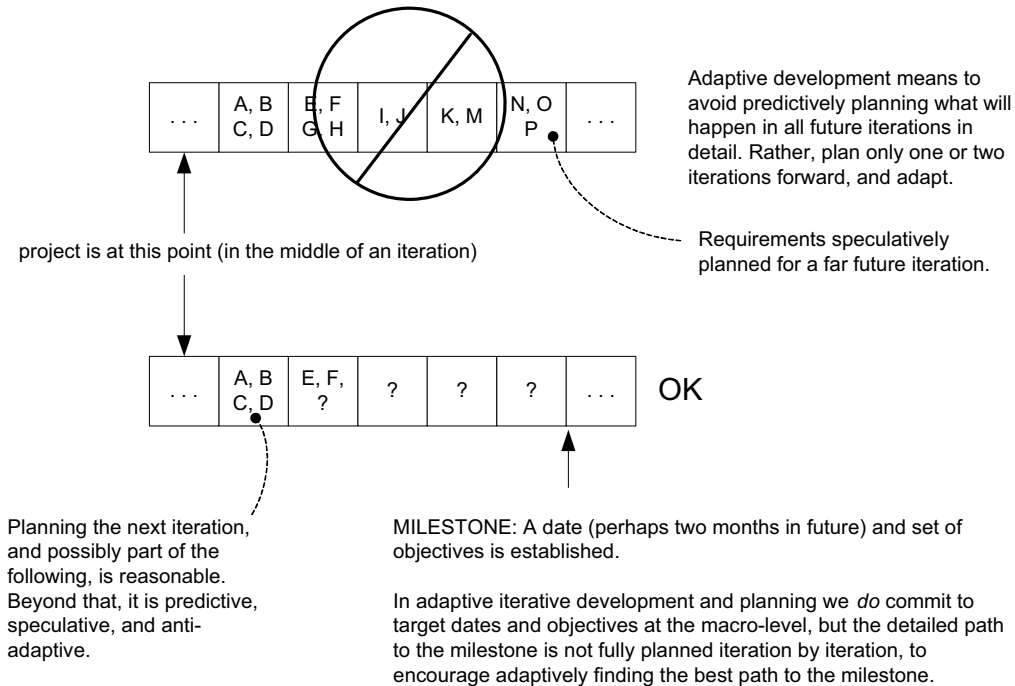 . . .
A, B
C, D
E, F
G, H
I, J
K, M
N, O
P
. . .
Adaptive development means to
avoid predictively planning what will
happen in all future iterations in
detail. Rather, plan only one or two
iterations forward, and adapt.
Requirements speculatively
planned for a far future iteration.
project is at this point (in the middle of an iteration)
. . .
A, B
C, D
E, F,
?
?
?
?
. . .
OK
Planning the next iteration,
and possibly part of the
following, is reasonable.
Beyond that, it is predictive,
speculative, and anti-
adaptive.
MILESTONE: A date (perhaps two months in future) and set of
objectives is established.
In adaptive iterative development and planning we do commit to
target dates and objectives at the macro-level, but the detailed path
to the milestone is not fully planned iteration by iteration, to
encourage adaptively finding the best path to the milestone.